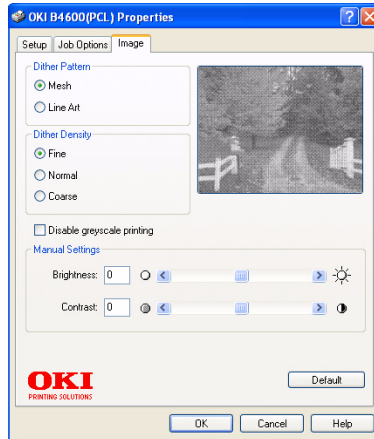 OKI B4600(PCL) Properties
Setup Job Options Image
Dither Pattern
Mesh
Line Art
Dither Density
Fine
Normal
Coarse
Disable greyscale printing
Manual Settings
Brightness: 0
Contrast: 0
OKI
PRINTING SOLUTIONS
Default
OK Cancel Help